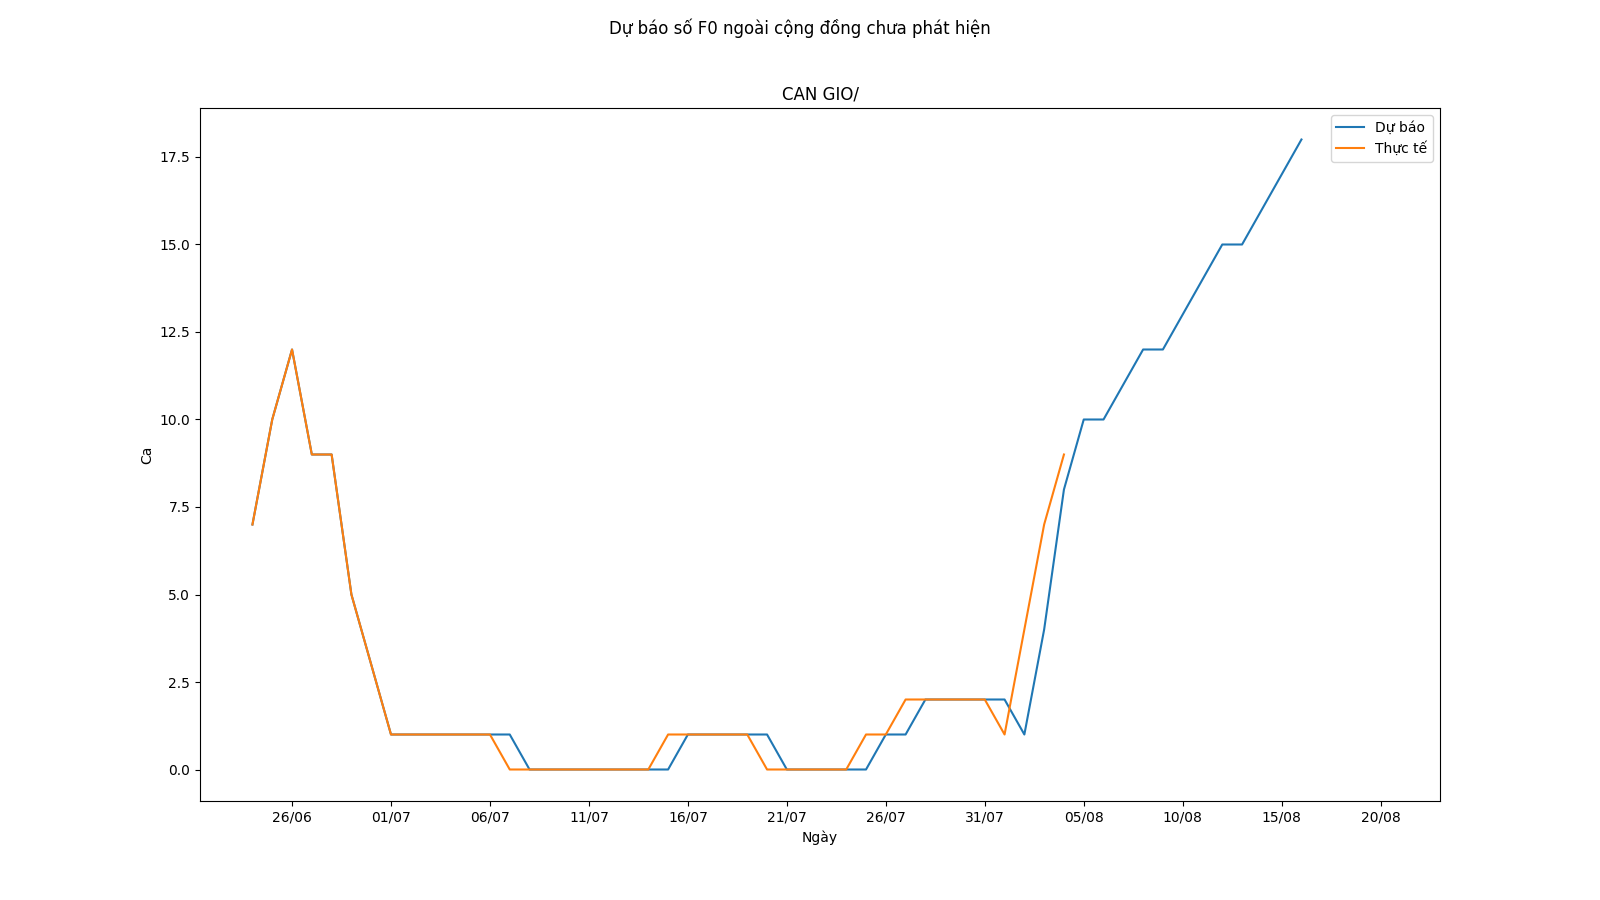 Dự báo số F0 ngoài cộng đồng chưa phát hiện
CAN GIO/
Dự báo
Thực tế
17.5
15.0
12.5
10.0
7.5
5.0
2.5
0.0
Ca
26/06 01/07 06/07 11/07 16/07 21/07 26/07 31/07 05/08 10/08 15/08 20/08
Ngày